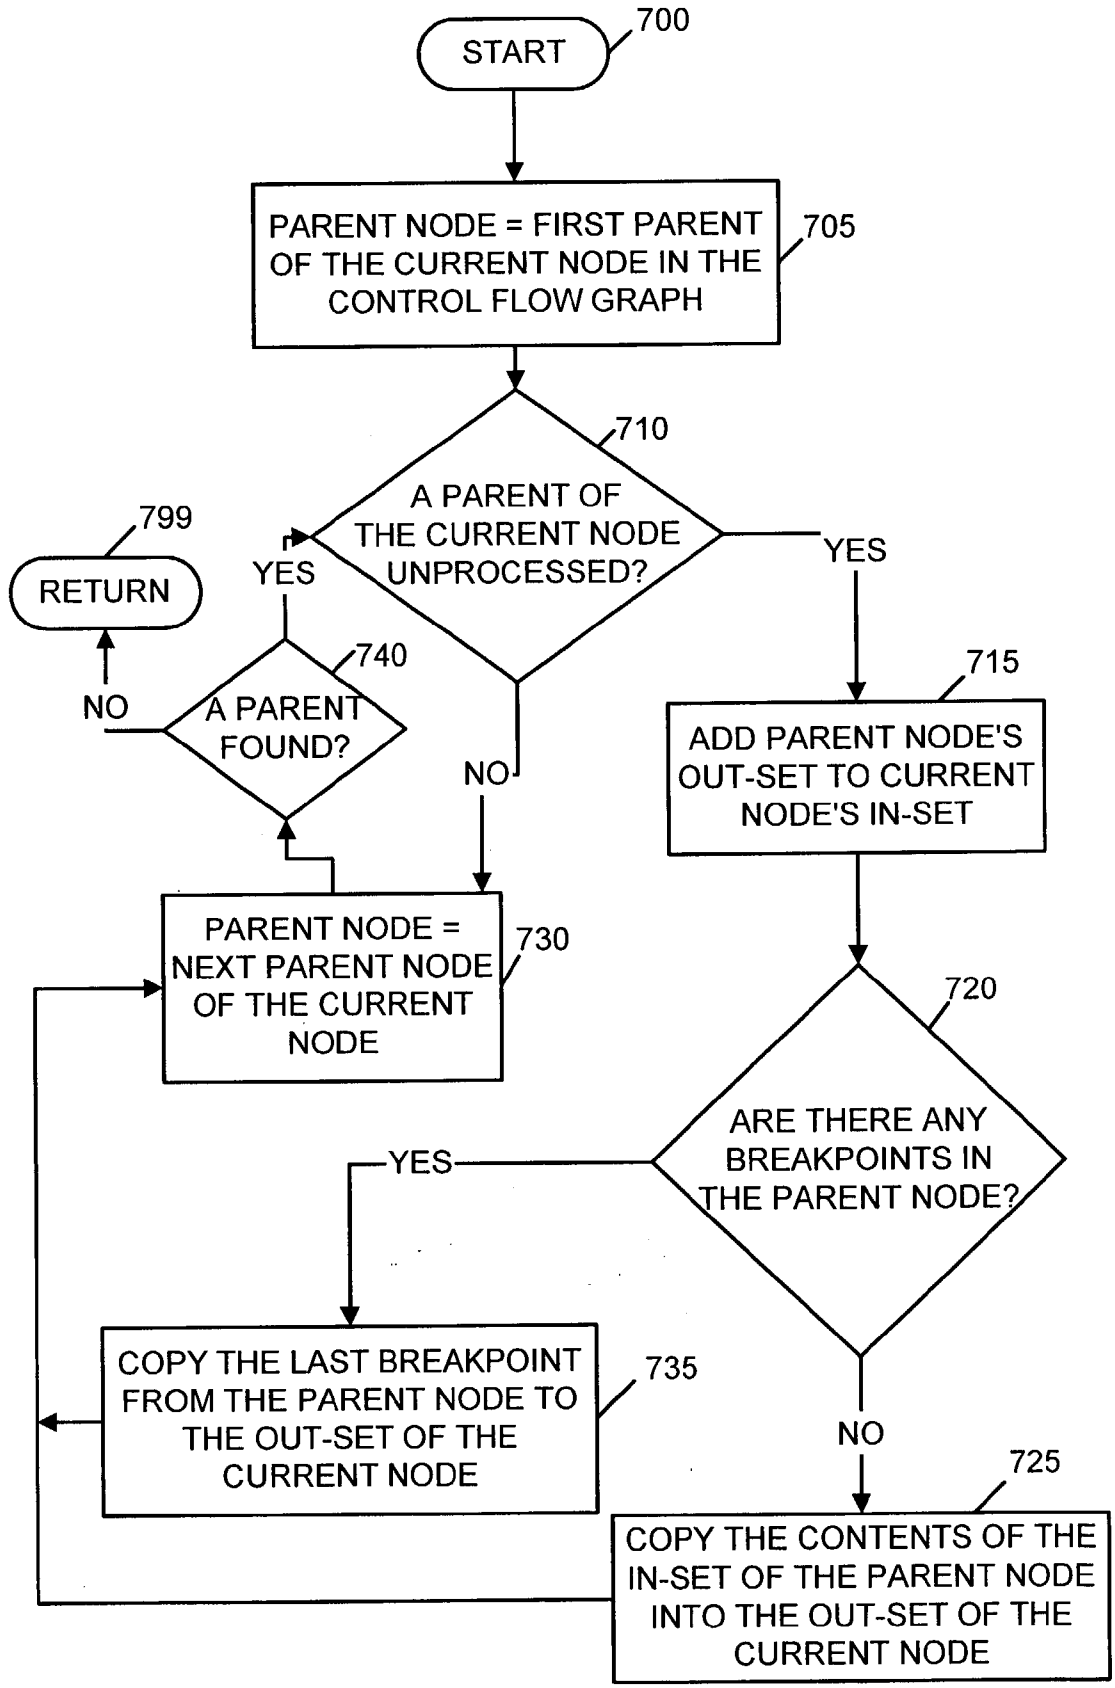 700
START
PARENT NODE = FIRST PARENT
OF THE CURRENT NODE IN THE
CONTROL FLOW GRAPH
705
710
A PARENT OF
THE CURRENT NODE
UNPROCESSED?
799
RETURN
YES
YES
740
A PARENT
FOUND?
NO
NO
715
ADD PARENT NODE'S
OUT-SET TO CURRENT
NODE'S IN-SET
PARENT NODE =
NEXT PARENT NODE
OF THE CURRENT
NODE
730
720
ARE THERE ANY
BREAKPOINTS IN
THE PARENT NODE?
YES
COPY THE LAST BREAKPOINT
FROM THE PARENT NODE TO
THE OUT-SET OF THE
CURRENT NODE
735
NO
725
COPY THE CONTENTS OF THE
IN-SET OF THE PARENT NODE
INTO THE OUT-SET OF THE
CURRENT NODE